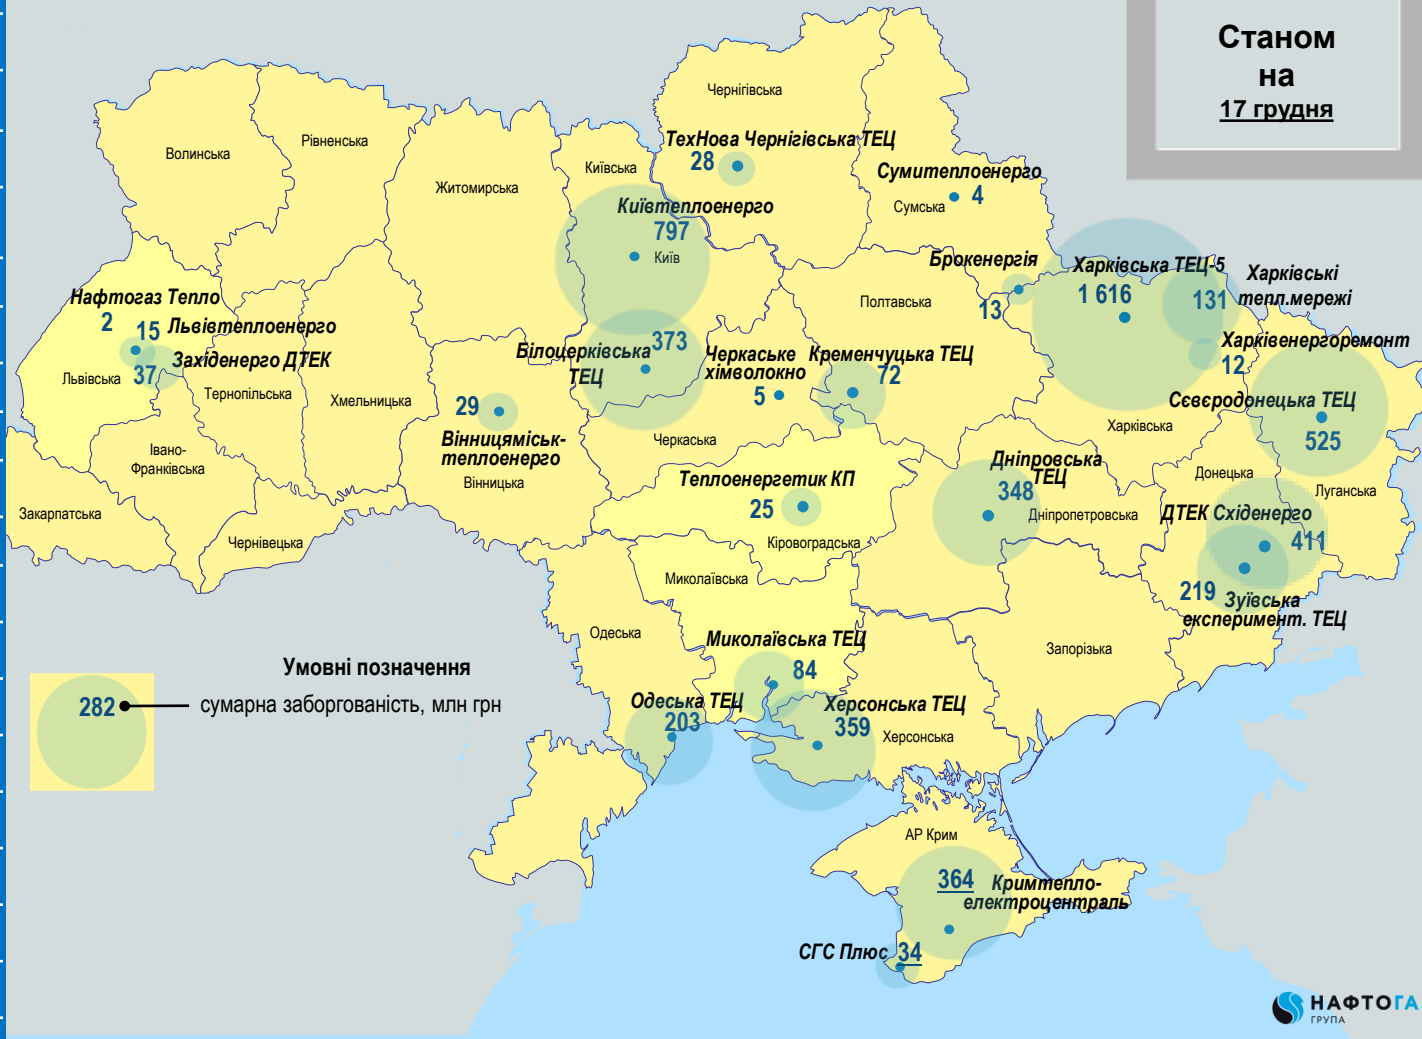 Станом
на
17 грудня
Чернігівська
ТехНова Чернігівська ТЕЦ
28
Рівненська
Волинська
Київська
Житомирська
Сумитеплоенерго
4
Сумська
Київтеплоенерго
797
Київ
Брокенергія
13
Харківська ТЕЦ-5
1 616
131
Харківські
тепл.мережі
Полтавська
Нафтогаз Тепло
2
15
Львівтеплоенерго
Західенерго ДТЕК
37
Львівська
Тернопільська
Хмельницька
Білоцерківська
ТЕЦ
373
Черкаське
хімволокно
5
Кременчуцька ТЕЦ
72
Харківенергоремонт
12
Сєвєродонецька ТЕЦ
525
29
Вінницяміськ-
теплоенерго
Вінницька
Черкаська
Харківська
Івано-
Франківська
Закарпатська
Чернівецька
Теплоенергетик КП
25
Кіровоградська
Дніпровська
ТЕЦ
348
Дніпропетровська
Донецька
Луганська
ДТЕК Східенерго
411
219
Зуївська
експеримент. ТЕЦ
Миколаївська
Одеська
Запорізька
Миколаївська ТЕЦ
84
Одеська ТЕЦ
203
Херсонська ТЕЦ
359
Херсонська
Умовні позначення
282
сумарна заборгованість, млн грн
АР Крим
364
Кримтепло-
електроцентраль
СГС Плюс
34
НАФТОГА
ГРУПА